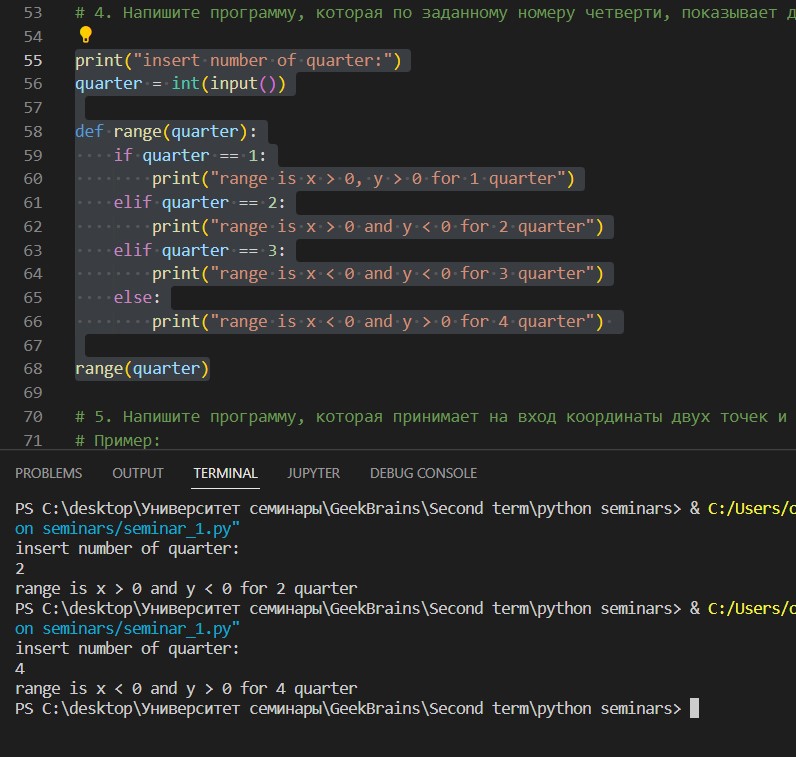 53 # 4. Напишите программу, которая по заданному номеру четверти, показывает д
54
55 print("insert number of quarter:")
56 quarter = int(input())
57
58 def range(quarter):
59     if quarter == 1:
60         print("range is x > 0, y > 0 for 1 quarter")
61     elif quarter == 2:
62         print("range is x > 0 and y < 0 for 2 quarter")
63     elif quarter == 3:
64         print("range is x < 0 and y < 0 for 3 quarter")
65     else:
66         print("range is x < 0 and y > 0 for 4 quarter")
67
68 range(quarter)
69
70 # 5. Напишите программу, которая принимает на вход координаты двух точек и
71 # Пример:
PROBLEMS OUTPUT TERMINAL JUPYTER DEBUG CONSOLE
PS C:\desktop\Университет семинары\GeekBrains\Second term\python seminars> & C:/Users/c
on seminars/seminar_1.py"
insert number of quarter:
2
range is x > 0 and y < 0 for 2 quarter
PS C:\desktop\Университет семинары\GeekBrains\Second term\python seminars> & C:/Users/c
on seminars/seminar_1.py"
insert number of quarter:
4
range is x < 0 and y > 0 for 4 quarter
PS C:\desktop\Университет семинары\GeekBrains\Second term\python seminars>